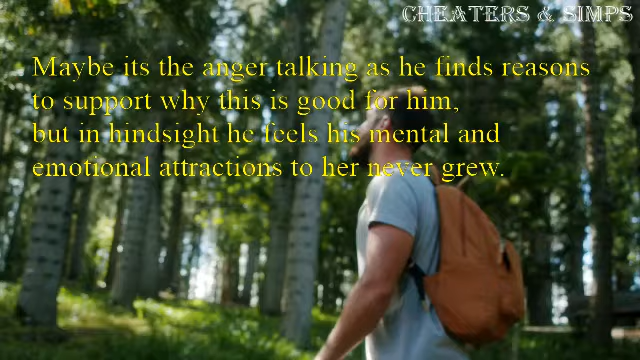 CHEATERS & SIMPS
Maybe its the anger talking as he finds reasons
to support why this is good for him,
but in hindsight he feels his mental and
emotional attractions to her never grew.